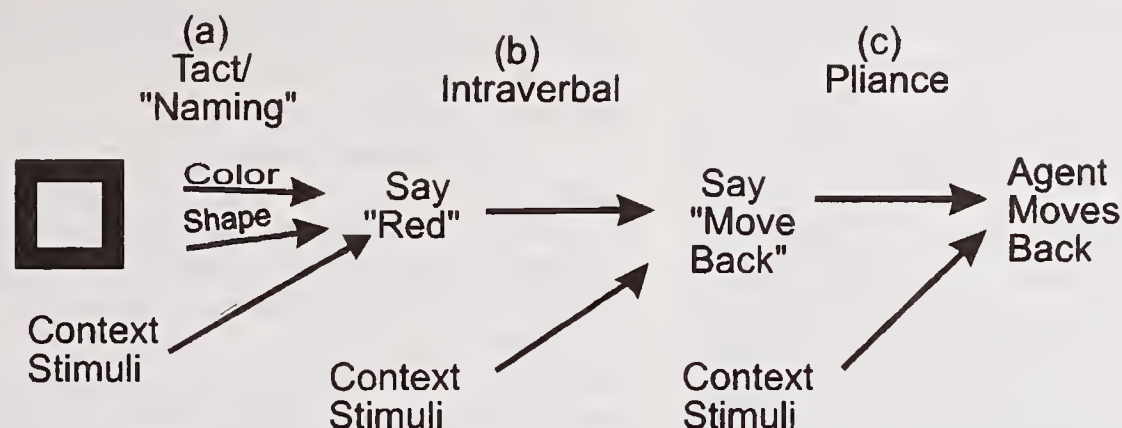 (a)
Tact/
"Naming"
(b)
Intraverbal
(c)
Pliance
Color
Shape
Say
"Red"
Say
"Move
Back"
Agent
Moves
Back
Context
Stimuli
Context
Stimuli
Context
Stimuli